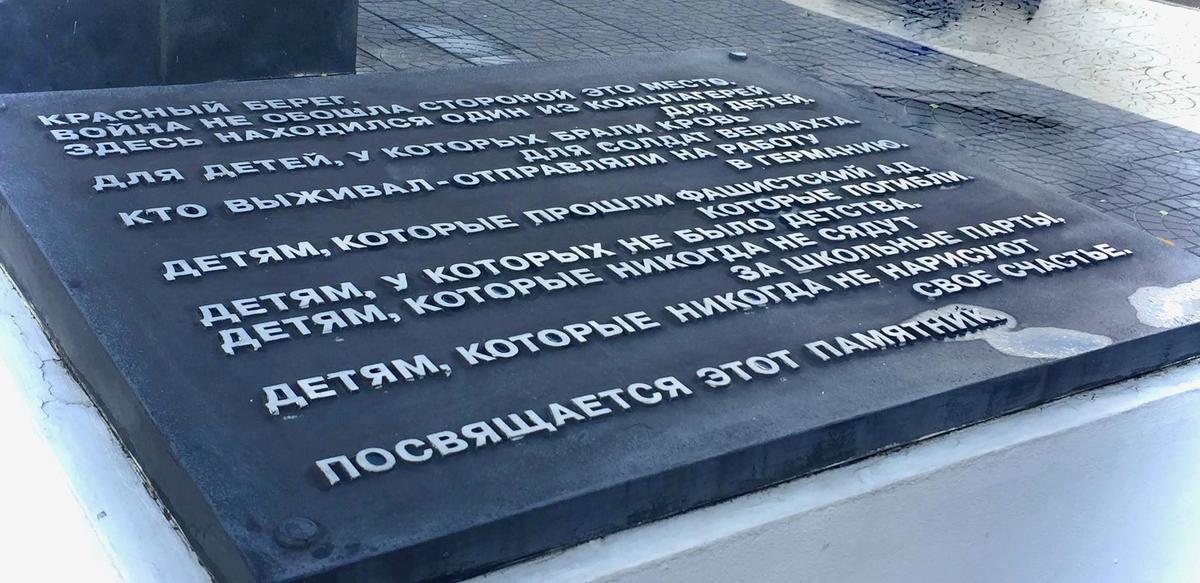 КРАСНЫЙ БЕРЕГ.
ВОЙНА НЕ ОБОШЛА СТОРОНОЙ ЭТО МЕСТО.
ЗДЕСЬ НАХОДИЛСЯ ОДИН ИЗ КОНЦЛАГЕРЕЙ
ДЛЯ ДЕТЕЙ.
ДЛЯ ДЕТЕЙ, У КОТОРЫХ БРАЛИ КРОВЬ
ДЛЯ СОЛДАТ ВЕРМАХТА.
КТО ВЫЖИВАЛ - ОТПРАВЛЯЛИ НА РАБОТУ
В ГЕРМАНИЮ.
ДЕТЯМ, КОТОРЫЕ ПРОШЛИ ФАШИСТСКИЙ АД,
КОТОРЫЕ ПОГИБЛИ.
ДЕТЯМ, У КОТОРЫХ НЕ БЫЛО ДЕТСТВА.
ДЕТЯМ, КОТОРЫЕ НИКОГДА НЕ СЯДУТ
ЗА ШКОЛЬНЫЕ ПАРТЫ,
ДЕТЯМ, КОТОРЫЕ НИКОГДА НЕ НАРИСУЮТ
СВОЕ СЧАСТЬЕ.
ПОСВЯЩАЕТСЯ ЭТОТ ПАМЯТНИК.